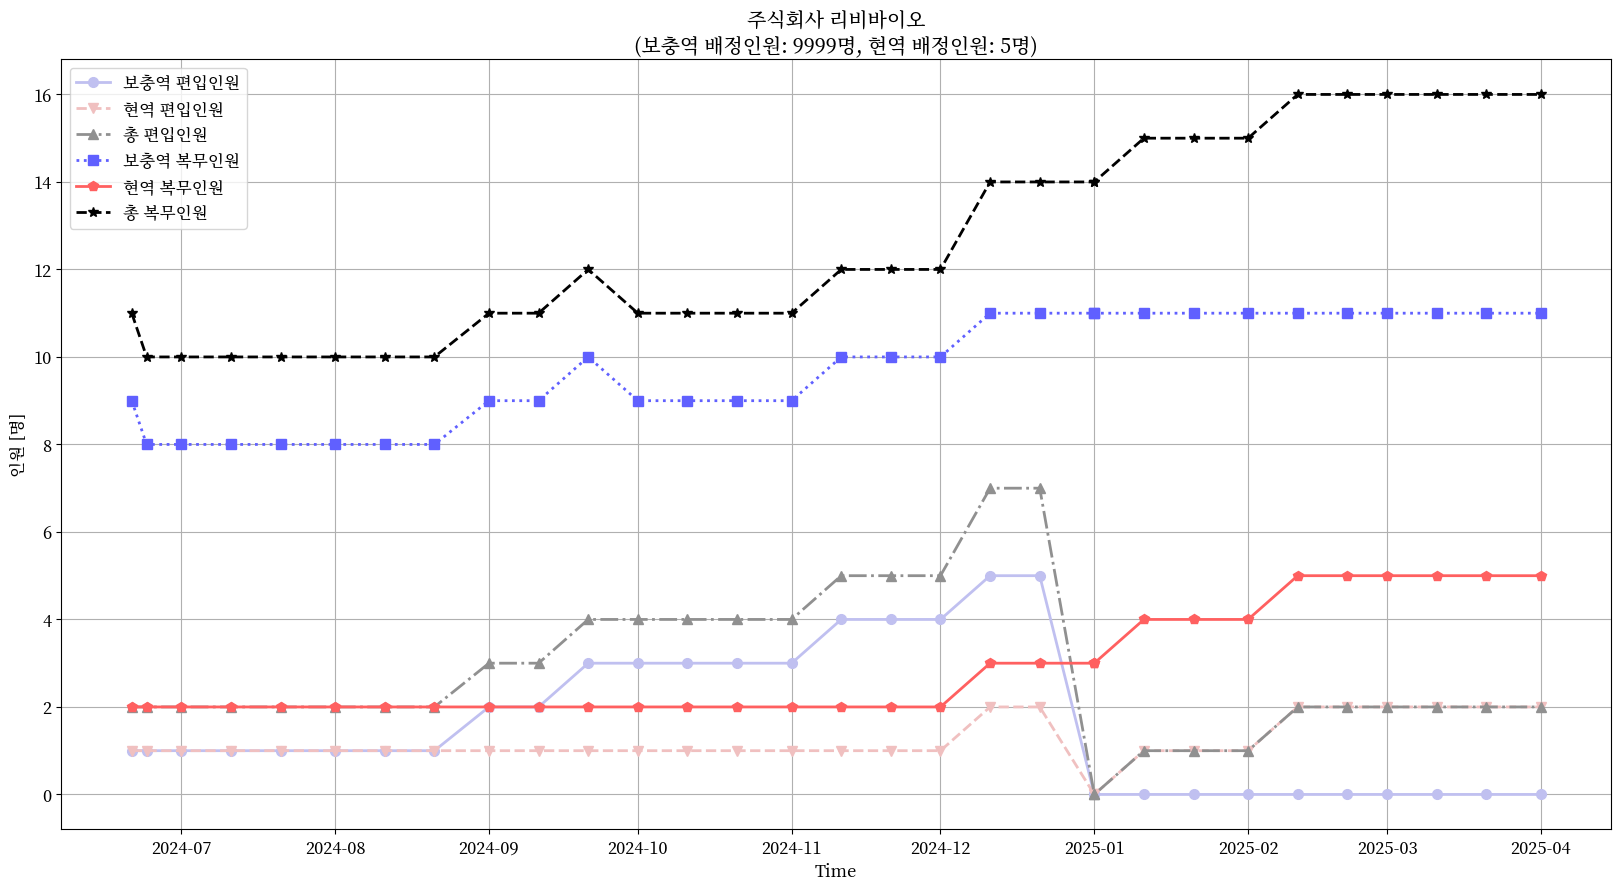 주식회사 리비바이오
(보충역 배정인원: 9999명, 현역 배정인원: 5명)
보충역 편입인원
현역 편입인원
총 편입인원
보충역 복무인원
현역 복무인원
총 복무인원
인원 [명]
16
14
12
10
8
6
4
2
0
2024-07
2024-08
2024-09
2024-10
2024-11
2024-12
2025-01
2025-02
2025-03
2025-04
Time